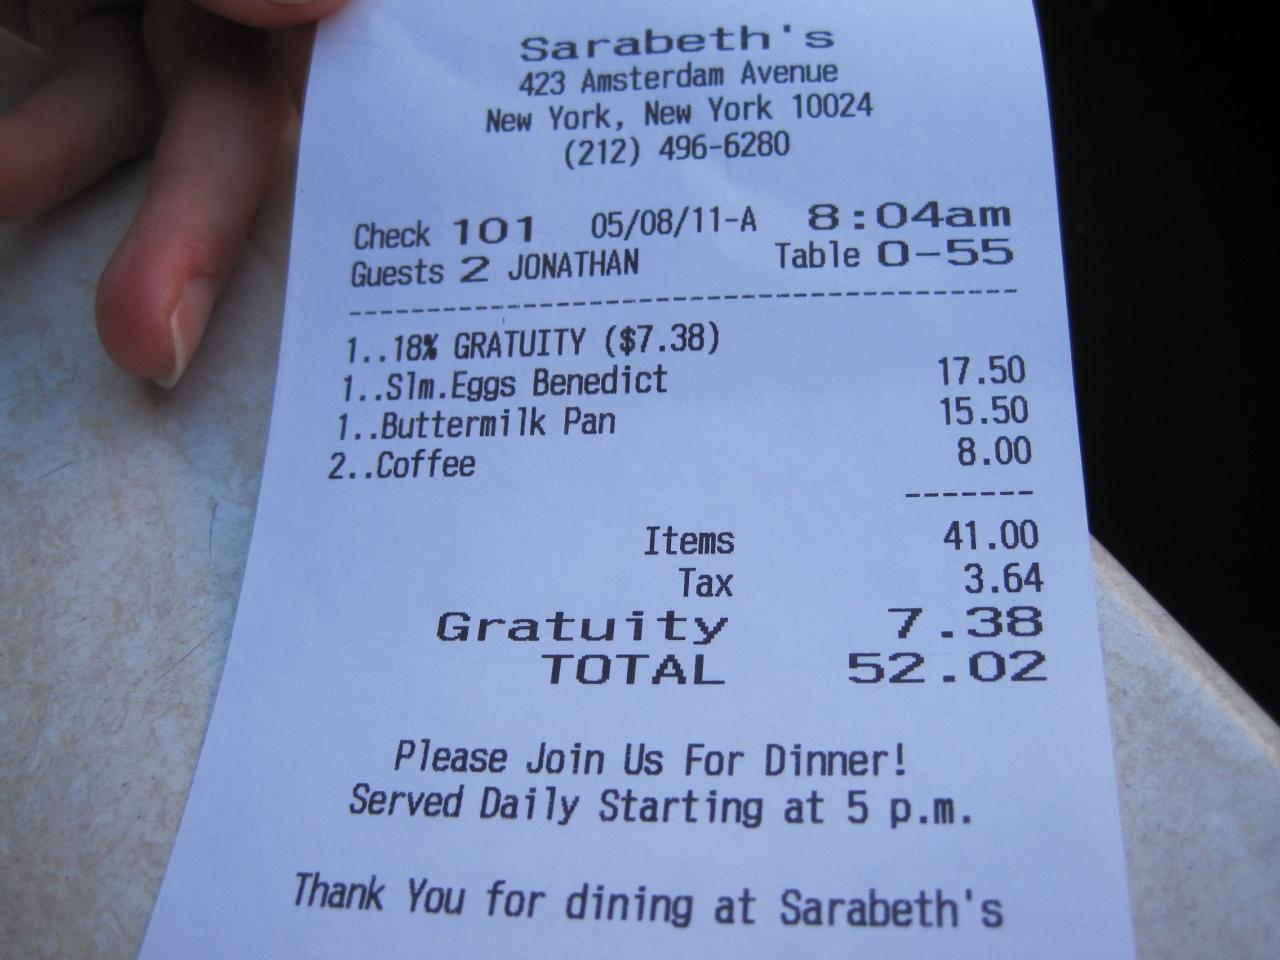 Sarabeth's
423 Amsterdam Avenue
New York, New York 10024
(212) 496-6280
Check 101 05/08/11-A 8:04am
Guests 2 JONATHAN Table O-55
1..18% GRATUITY ($7.38)
1..Slm.Eggs Benedict 17.50
1..Buttermilk Pan 15.50
2..Coffee 8.00
Items 41.00
Tax 3.64
Gratuity 7.38
TOTAL 52.02
Please Join Us For Dinner!
Served Daily Starting at 5 p.m.
Thank You for dining at Sarabeth's